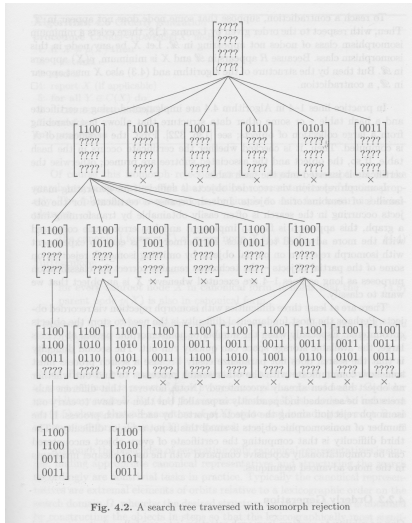 ????
????
????
????
1100 1010 1001 0110 0101 0011
???? ???? ???? ???? ???? ????
???? ???? ???? ???? ???? ????
???? ???? ???? ???? ???? ????
× × × × ×
1100 1100 1100 1100 1100 1100
1100 1010 1001 0110 0101 0011
???? ???? ???? ???? ???? ????
???? ???? ???? ???? ???? ????
× × ×
1100 1100 1100 1100 1100 1100 1100 1100 1100 1100
1100 1010 1010 1010 0011 0011 0011 0011 0011 0011
0011 0110 0101 0011 1100 1010 1001 0110 0101 0011
???? ???? ???? ???? ???? ???? ???? ???? ???? ????
× × × × × × ×
1100 1100
1100 1010
0011 0101
0011 0011
Fig. 4.2. A search tree traversed with isomorph rejection